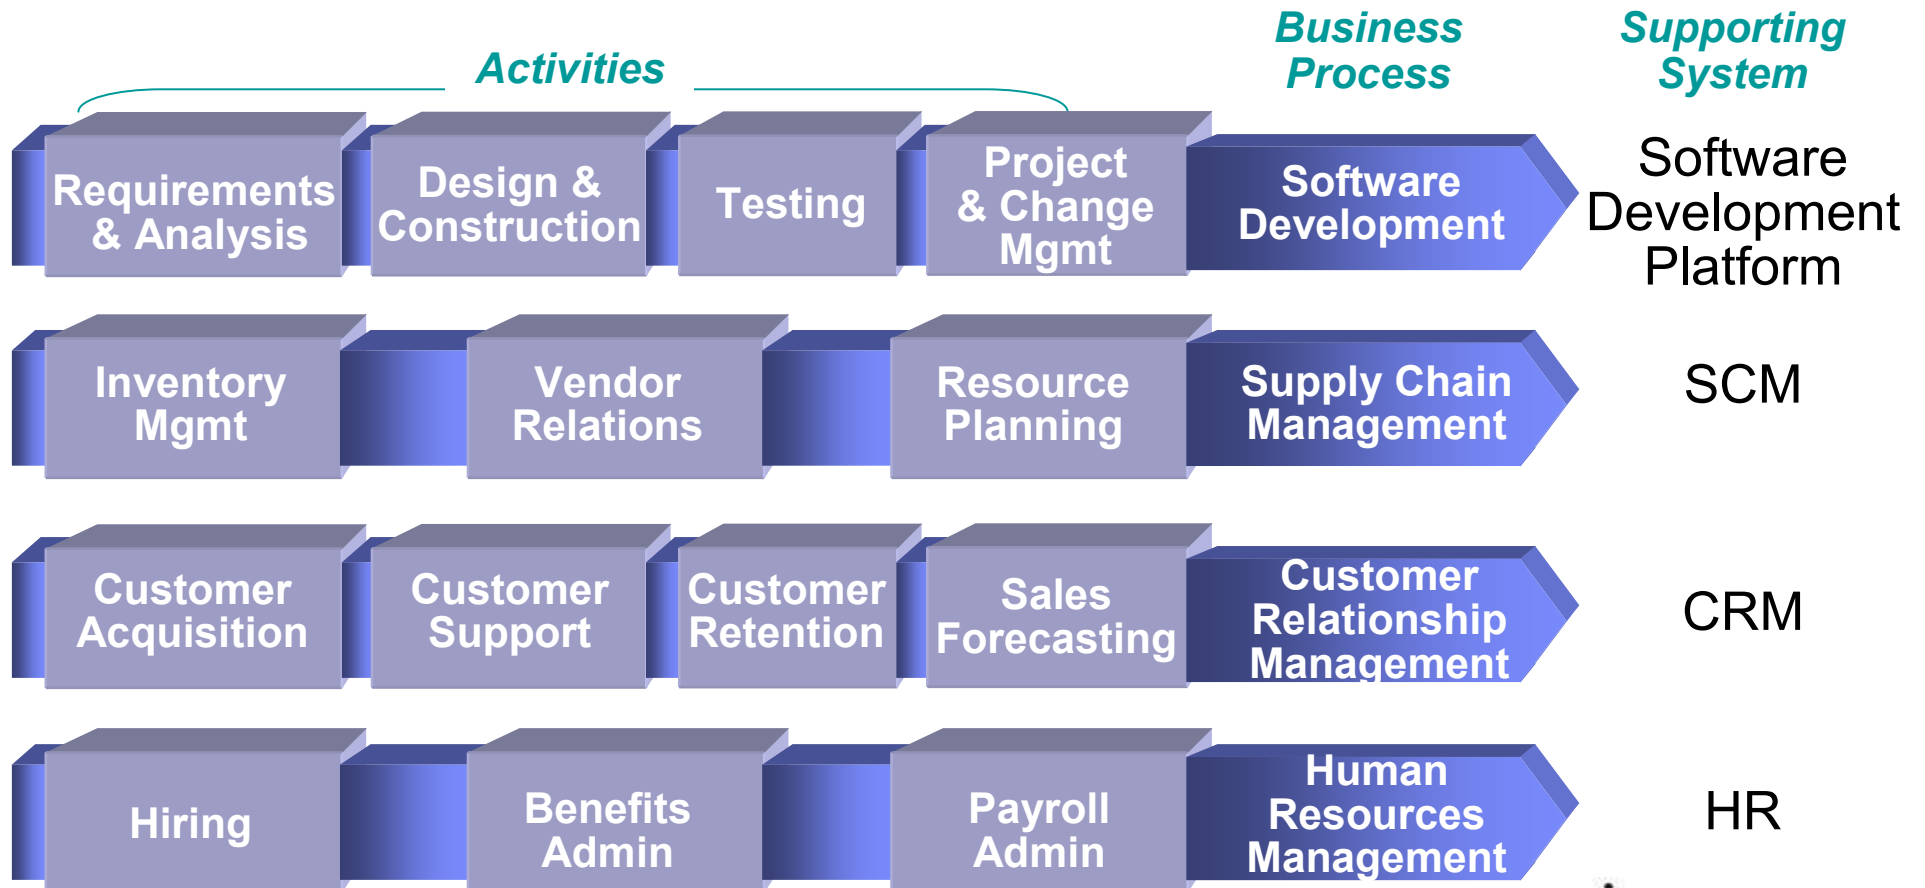 Activities
Business
Process
Supporting
System
Requirements
& Analysis
Design &
Construction
Testing
Project
& Change
Mgmt
Software
Development
Software
Development
Platform
Inventory
Mgmt
Vendor
Relations
Resource
Planning
Supply Chain
Management
SCM
Customer
Acquisition
Customer
Support
Customer
Retention
Sales
Forecasting
Customer
Relationship
Management
CRM
Hiring
Benefits
Admin
Payroll
Admin
Human
Resources
Management
HR